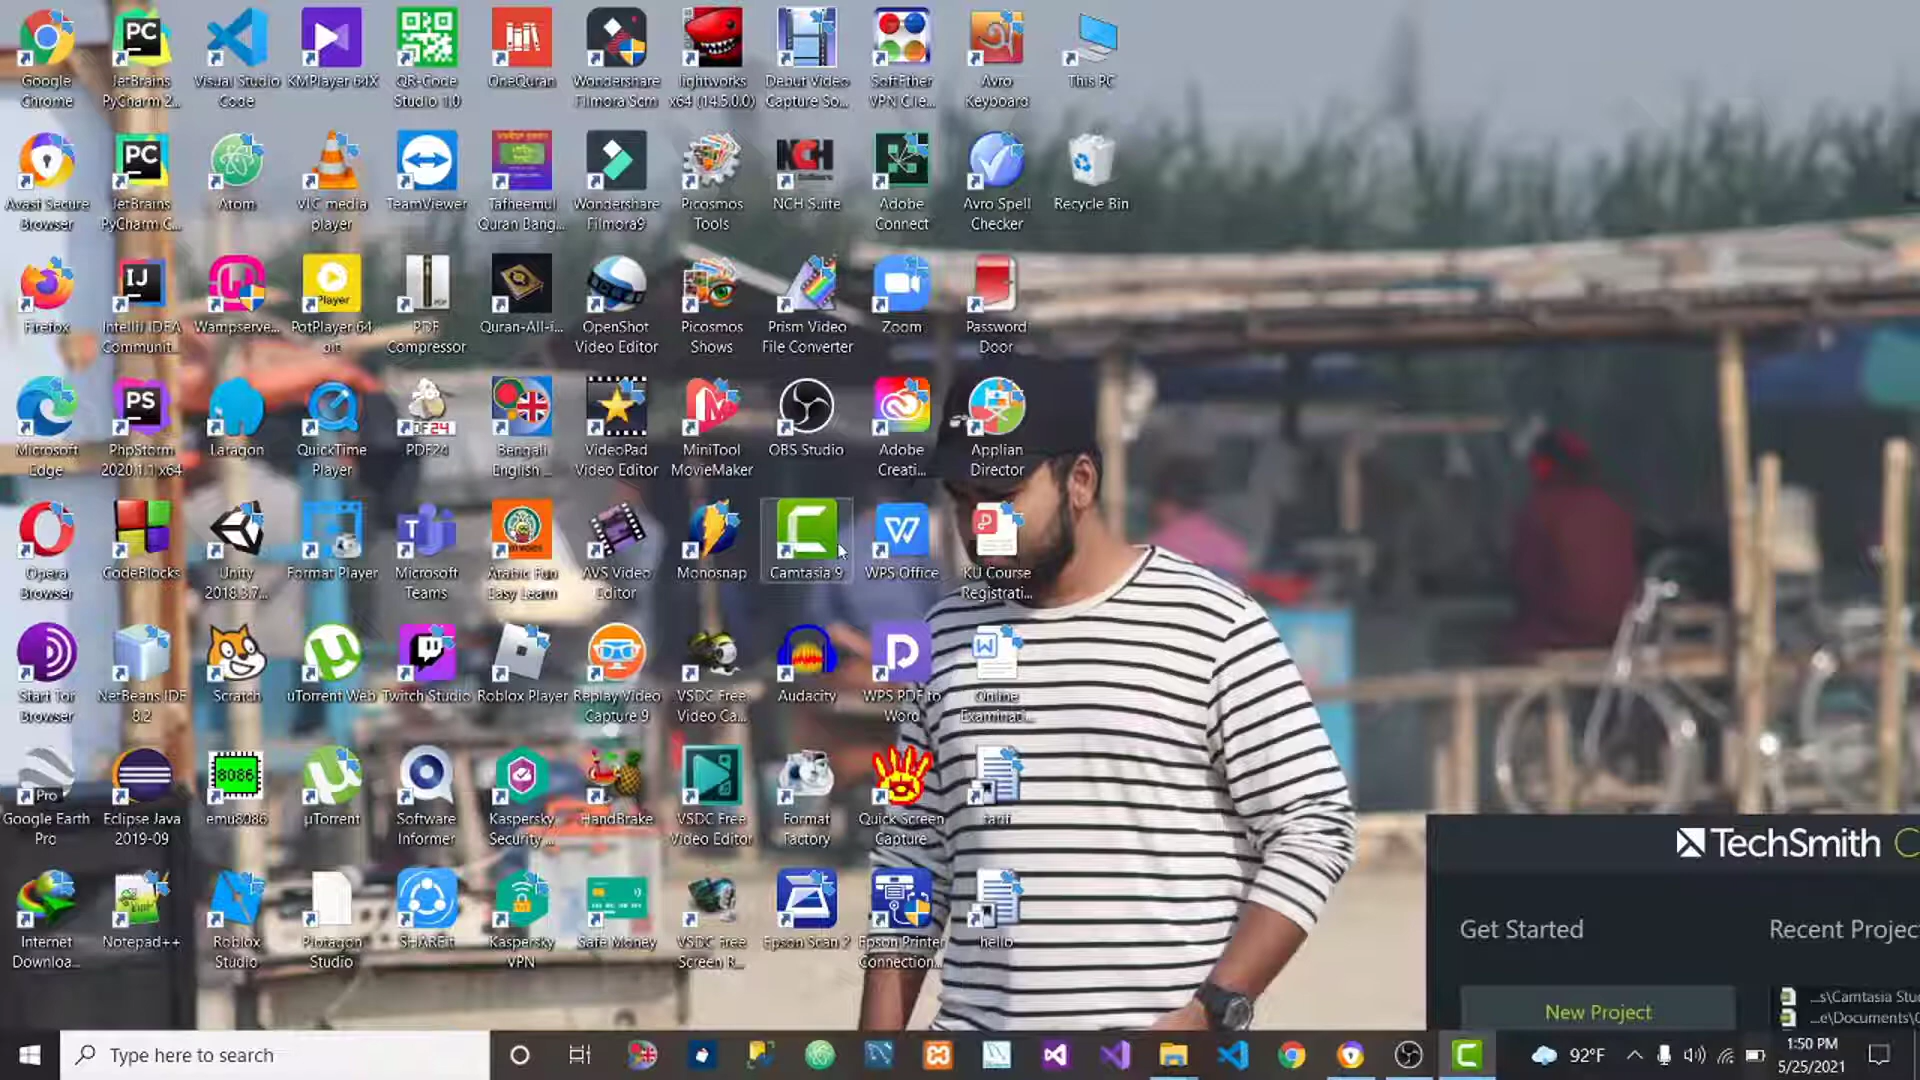 Google
Chrome
JetBrains
PyCharm 2...
Visual Studio
Code
KMPlayer 64X
QR-Code
Studio 1.0
OneQuran
Wondershare
Filmora Scrn
lightworks
x64 (14.5.0.0)
Debut Video
Capture So...
SoftEther
VPN Clie...
Avro
Keyboard
This PC
Avast Secure
Browser
JetBrains
PyCharm C...
Atom
VLC media
player
TeamViewer
Tafheemul
Quran Bang...
Wondershare
Filmora9
Picosmos
Tools
NCH Suite
Adobe
Connect
Avro Spell
Checker
Recycle Bin
Firefox
IntelliJ IDEA
Communit...
Wampserve...
PotPlayer 64
bit
PDF
Compressor
Quran-All-i...
OpenShot
Video Editor
Picosmos
Shows
Prism Video
File Converter
Zoom
Password
Door
Microsoft
Edge
PhpStorm
2020.1.1 x64
Laragon
QuickTime
Player
PDF24
Bengali
English ...
VideoPad
Video Editor
MiniTool
MovieMaker
OBS Studio
Adobe
Creati...
Applian
Director
Opera
Browser
CodeBlocks
Unity
2018.3.7...
Format Player
Microsoft
Teams
Arabic Fun
Easy Learn
AVS Video
Editor
Monosnap
Camtasia 9
WPS Office
KU Course
Registrati...
Start Tor
Browser
NetBeans IDE
8.2
Scratch
uTorrent Web
Twitch Studio
Roblox Player
Replay Video
Capture 9
VSDC Free
Video Ca...
Audacity
WPS PDF to
Word
Online
Examinati...
Google Earth
Pro
Eclipse Java
2019-09
emu8086
µTorrent
Software
Informer
Kaspersky
Security...
HandBrake
VSDC Free
Video Editor
Format
Factory
Quick Screen
Capture
tarif
Internet
Downloa...
Notepad++
Roblox
Studio
Plotagon
Studio
SHAREit
Kaspersky
VPN
Safe Money
VSDC Free
Screen R...
Epson Scan 2
Epson Printer
Connection...
hello
TechSmith C
Get Started
Recent Project
New Project
...s\Camtasia Stu
...e\Documents\C
Type here to search
92°F
1:50 PM
5/25/2021